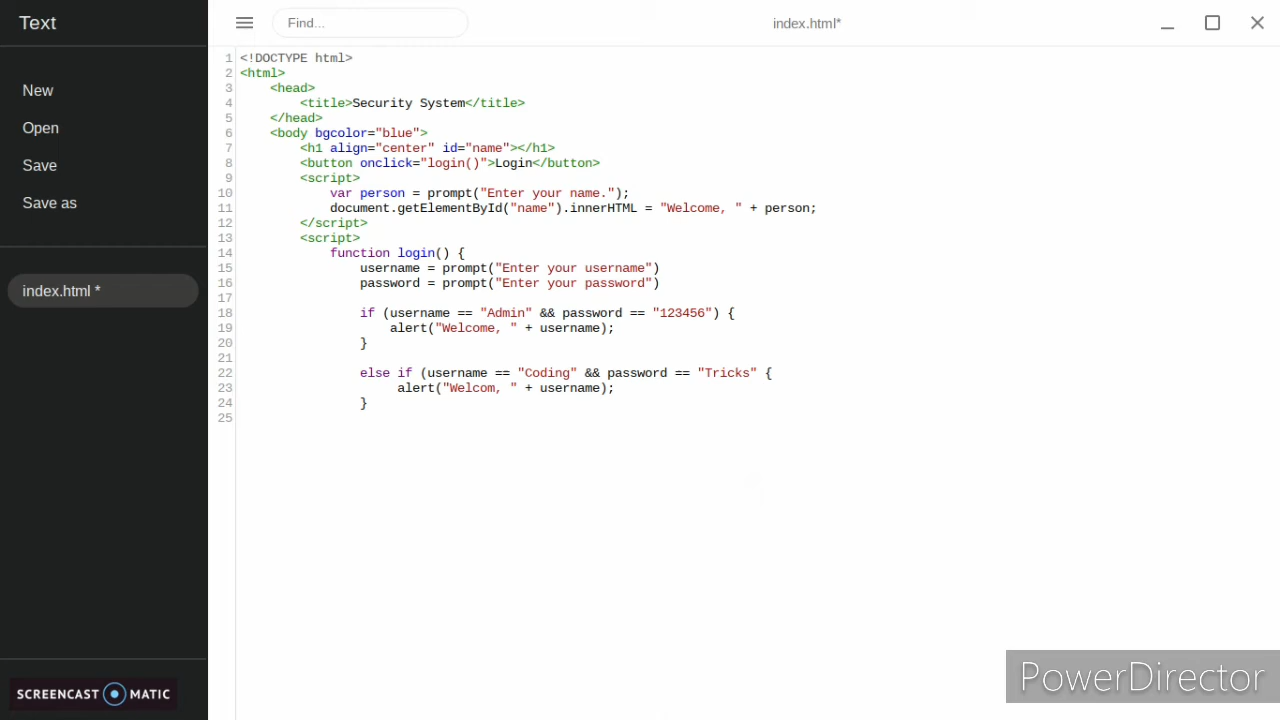 Text
Find...
index.html*
New
Open
Save
Save as
index.html *
1 <!DOCTYPE html>
2 <html>
3     <head>
4         <title>Security System</title>
5     </head>
6     <body bgcolor="blue">
7         <h1 align="center" id="name"></h1>
8         <button onclick="login()">Login</button>
9         <script>
10             var person = prompt("Enter your name.");
11             document.getElementById("name").innerHTML = "Welcome, " + person;
12         </script>
13         <script>
14             function login() {
15                 username = prompt("Enter your username")
16                 password = prompt("Enter your password")
17
18                 if (username == "Admin" && password == "123456") {
19                     alert("Welcome, " + username);
20                 }
21
22                 else if (username == "Coding" && password == "Tricks" {
23                      alert("Welcom, " + username);
24                 }
25
SCREENCAST MATIC
PowerDirector